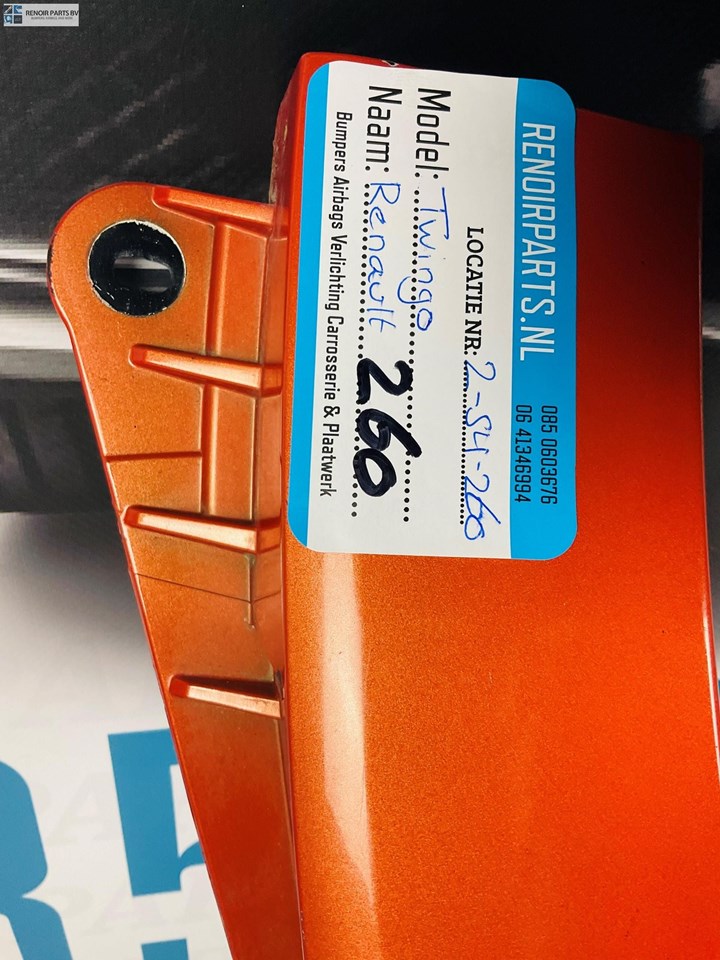 RENOIR PARTS BV
RENOIRPARTS.NL
085 0603676
06 41346994
LOCATIE NR: 2-S4-260
Model: Twingo
Naam: Renault 260
Bumpers Airbags Verlichting Carrosserie & Plaatwerk